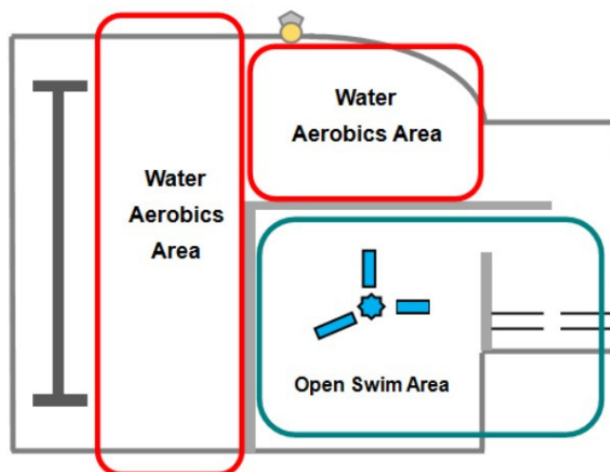 Water
Aerobics Area
Water
Aerobics
Area
Open Swim Area